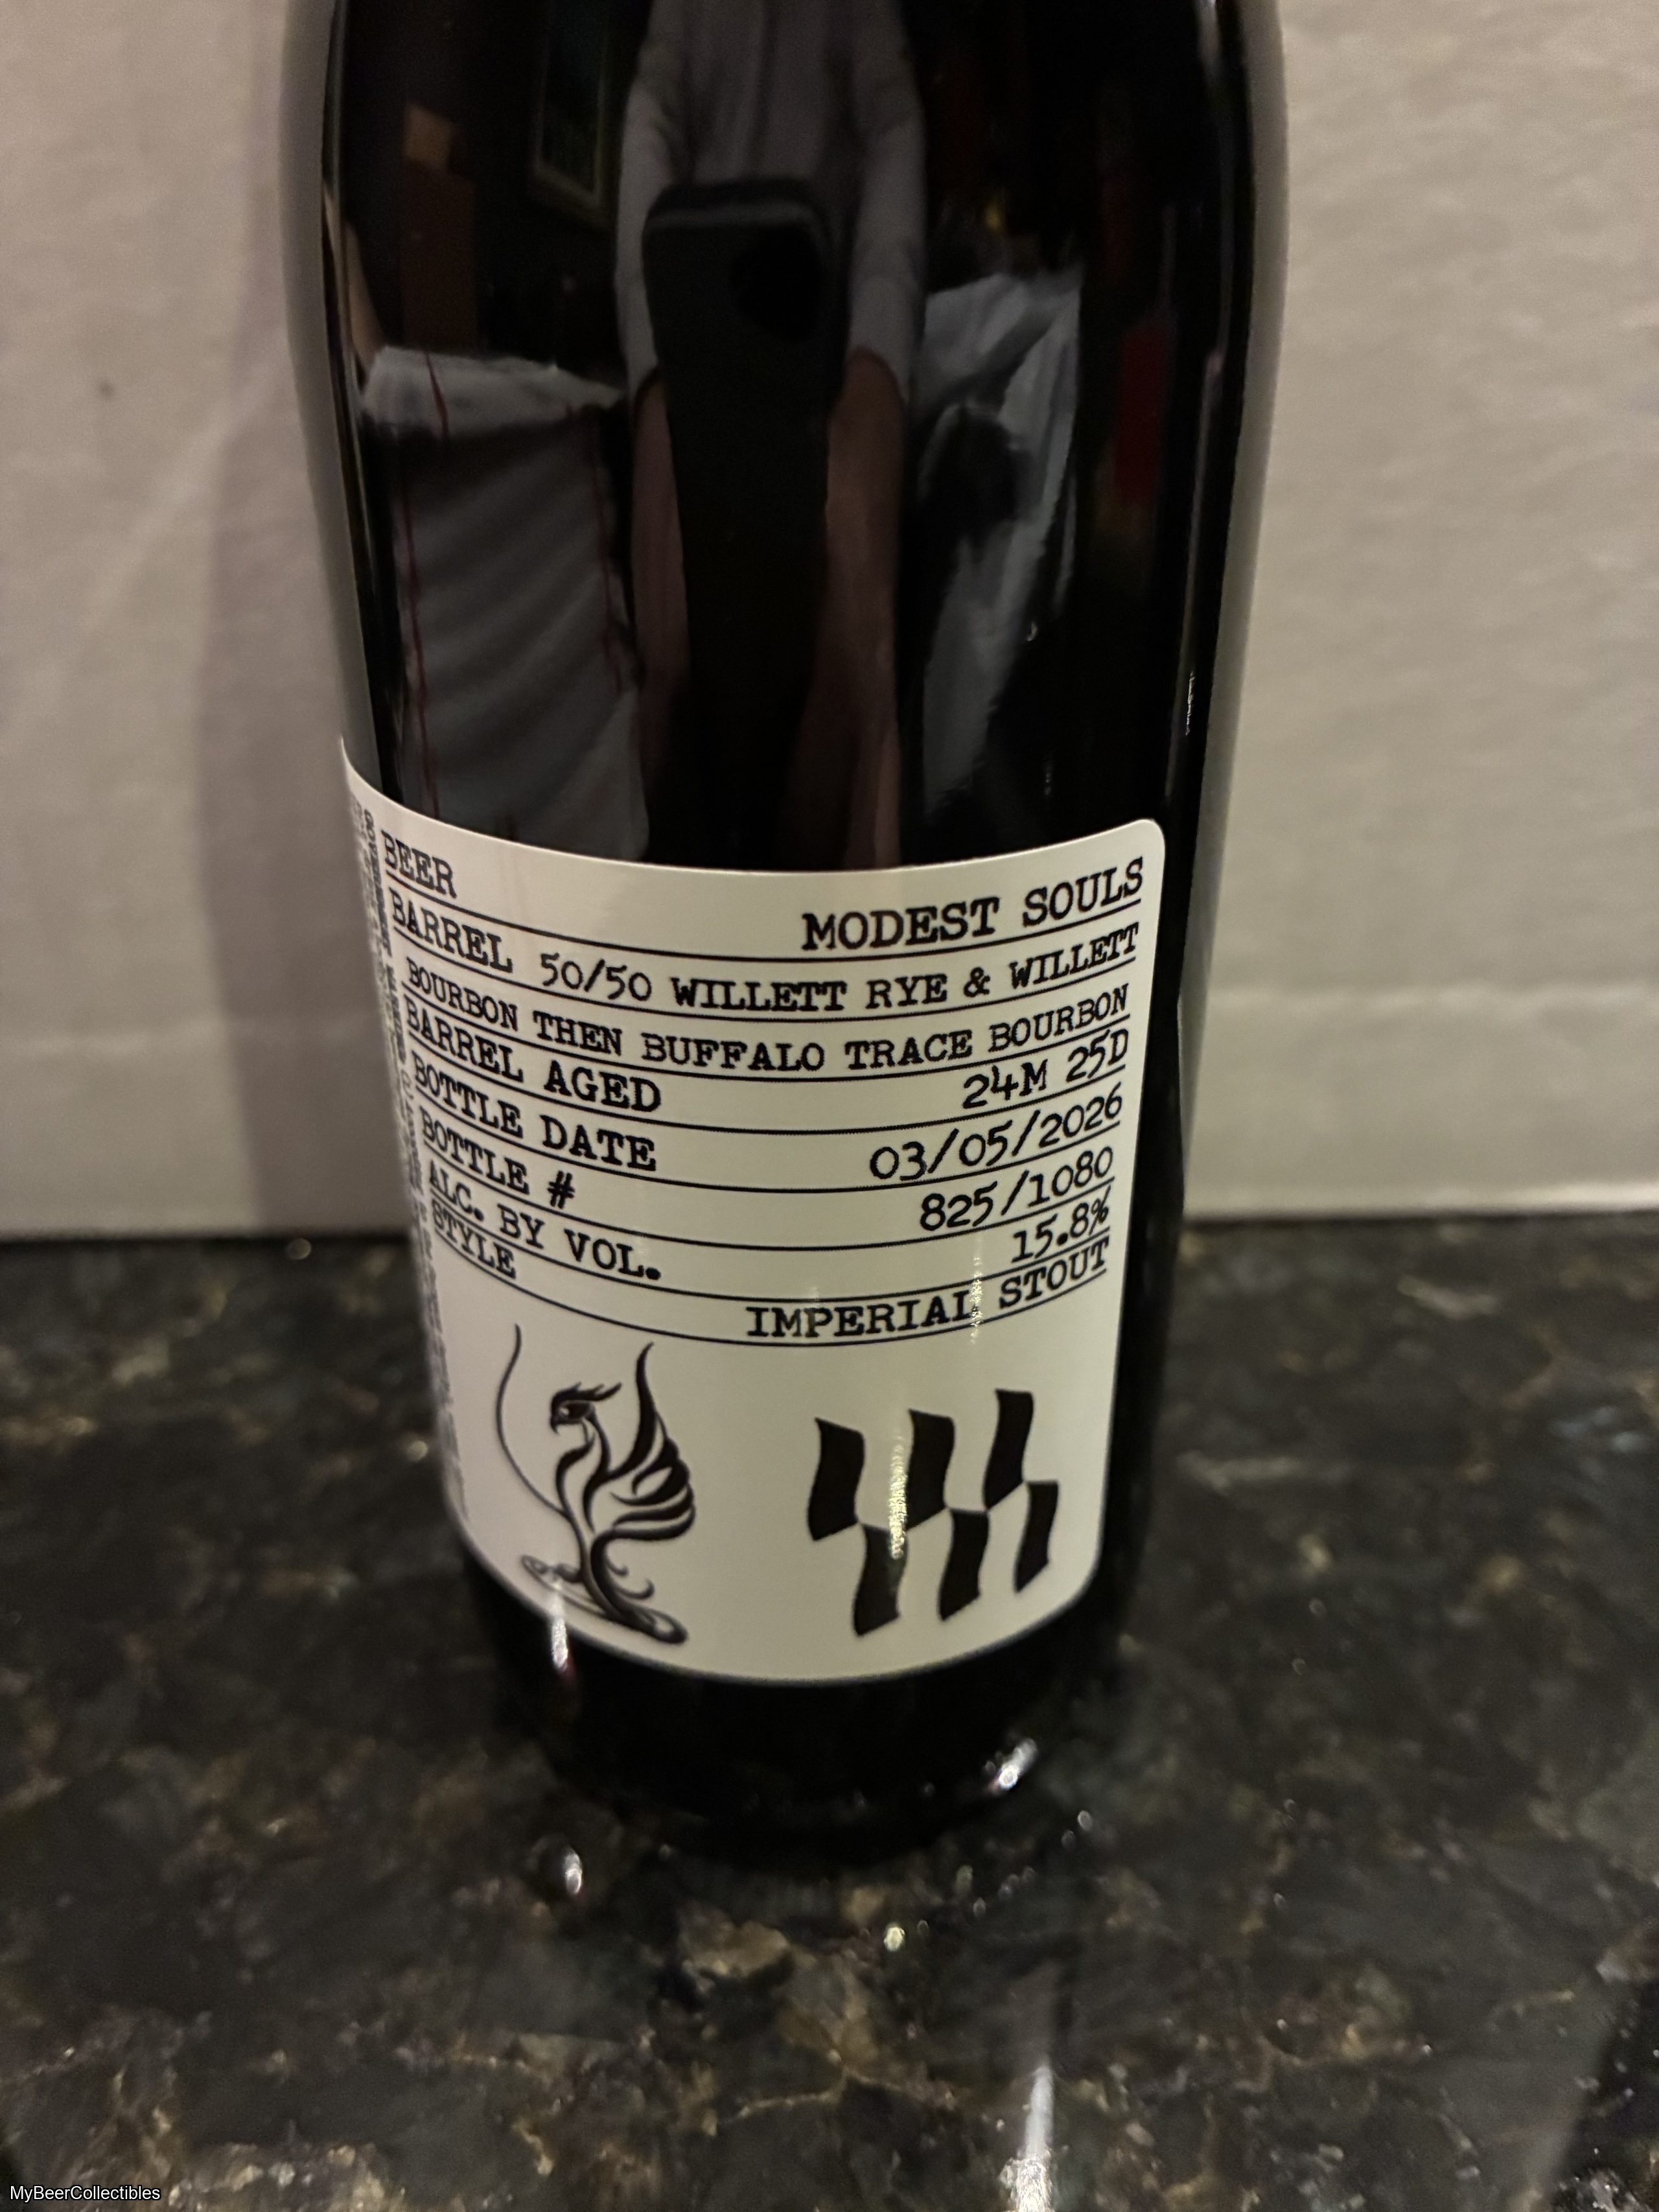 BEER MODEST SOULS
BARREL 50/50 WILLETT RYE & WILLETT
BOURBON THEN BUFFALO TRACE BOURBON
BARREL AGED 24M 25D
BOTTLE DATE 03/05/2026
BOTTLE # 825/1080
ALC. BY VOL. 15.8%
STYLE IMPERIAL STOUT
MyBeerCollectibles